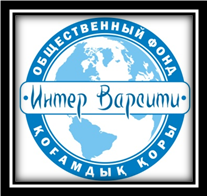 ОБЩЕСТВЕННЫЙ ФОНД
·Интер Варсити·
ҚОҒАМДЫҚ ҚОРЫ